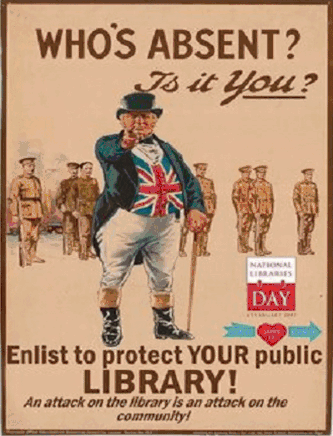 WHO'S ABSENT?
Is it You?
NATIONAL
LIBRARIES
DAY
Enlist to protect YOUR public
LIBRARY!
An attack on the library is an attack on the
community!